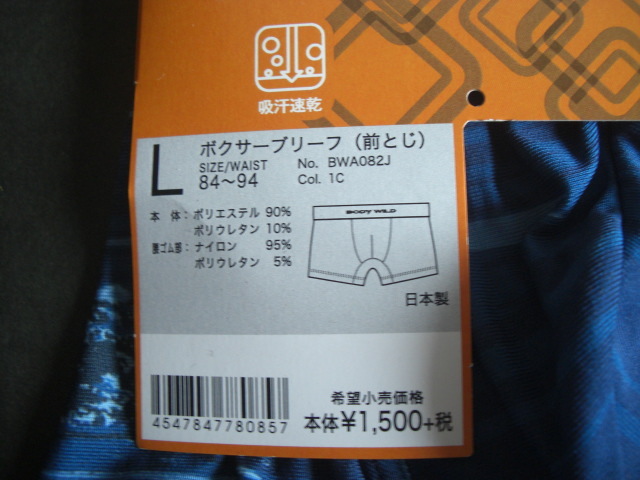 吸汗速乾
L
ボクサーブリーフ（前とじ）
SIZE/WAIST No. BWA082J
84〜94 Col. 1C
本 体：ポリエステル 90%
ポリウレタン 10%
腰ゴム部：ナイロン 95%
ポリウレタン 5%
BODY WILD
日本製
希望小売価格
本体¥1,500+税
4547847780857